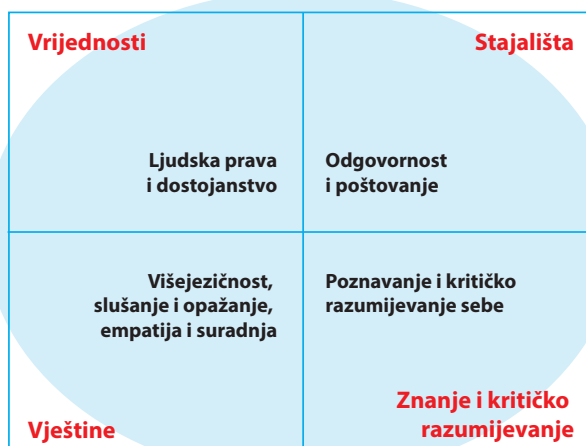 Vrijednosti
Stajališta
Ljudska prava
i dostojanstvo
Odgovornost
i poštovanje
Višejezičnost,
slušanje i opažanje,
empatija i suradnja
Poznavanje i kritičko
razumijevanje sebe
Vještine
Znanje i kritičko
razumijevanje